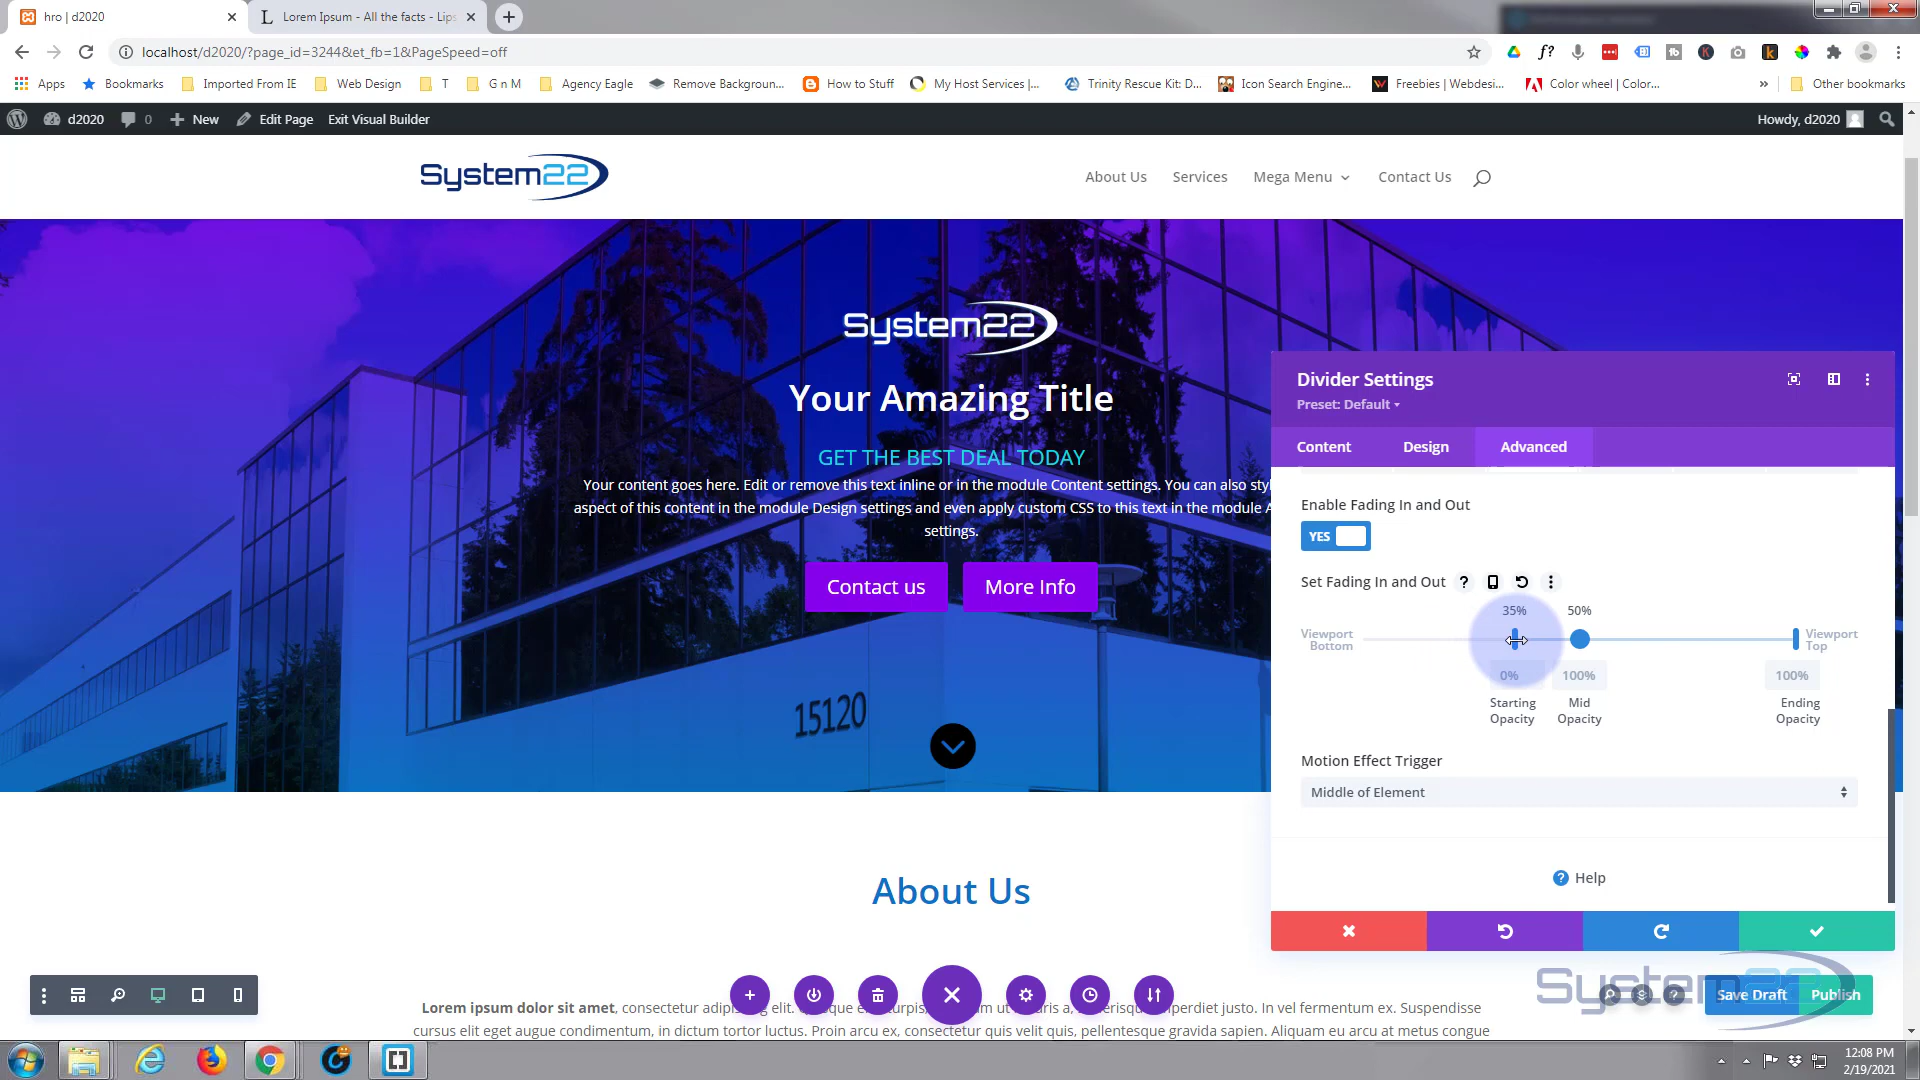 hro | d2020
Lorem Ipsum - All the facts - Lips
localhost/d2020/?page_id=3244&et_fb=1&PageSpeed=off
Apps
Bookmarks
Imported From IE
Web Design
T
G n M
Agency Eagle
Remove Backgroun...
How to Stuff
My Host Services |...
Trinity Rescue Kit: D...
Icon Search Engine...
Freebies | Webdesi...
Color wheel | Color...
Other bookmarks
d2020
0
New
Edit Page
Exit Visual Builder
Howdy, d2020
System22
About Us
Services
Mega Menu
Contact Us
System22
Your Amazing Title
GET THE BEST DEAL TODAY
Your content goes here. Edit or remove this text inline or in the module Content settings. You can also styl
aspect of this content in the module Design settings and even apply custom CSS to this text in the module A
settings.
Contact us
More Info
15120
Divider Settings
Preset: Default
Content
Design
Advanced
Enable Fading In and Out
YES
Set Fading In and Out
35%
50%
Viewport
Bottom
Viewport
Top
0%
100%
100%
Starting
Opacity
Mid
Opacity
Ending
Opacity
Motion Effect Trigger
Middle of Element
Help
About Us
Lorem ipsum dolor sit amet, consectetur adipi
cursus elit eget augue condimentum, in dictum tortor luctus. Proin arcu ex, consectetur quis velit quis, pellentesque gravida sapien. Aliquam eu arcu at metus congue
System22
Save Draft
Publish
12:08 PM
2/19/2021